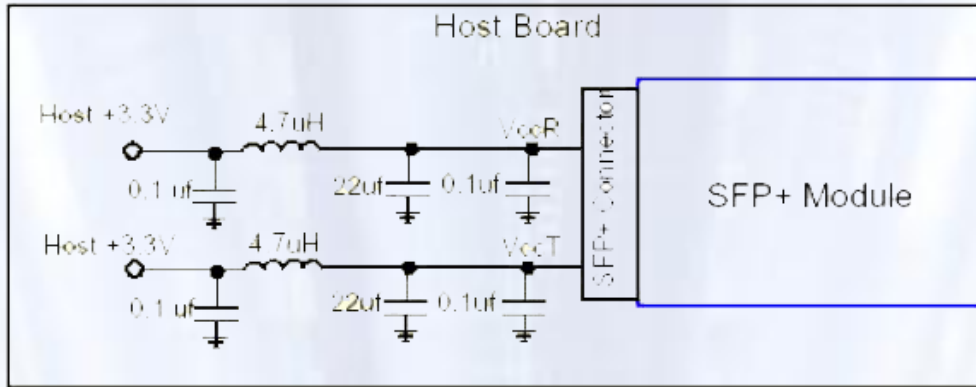 Host Board
Host +3.3V
4.7uH
VccR
0.1 uf
22uf
0.1uf
SFP+ Connector
SFP+ Module
Host +3.3V
4.7uH
VccT
0.1 uf
22uf
0.1uf